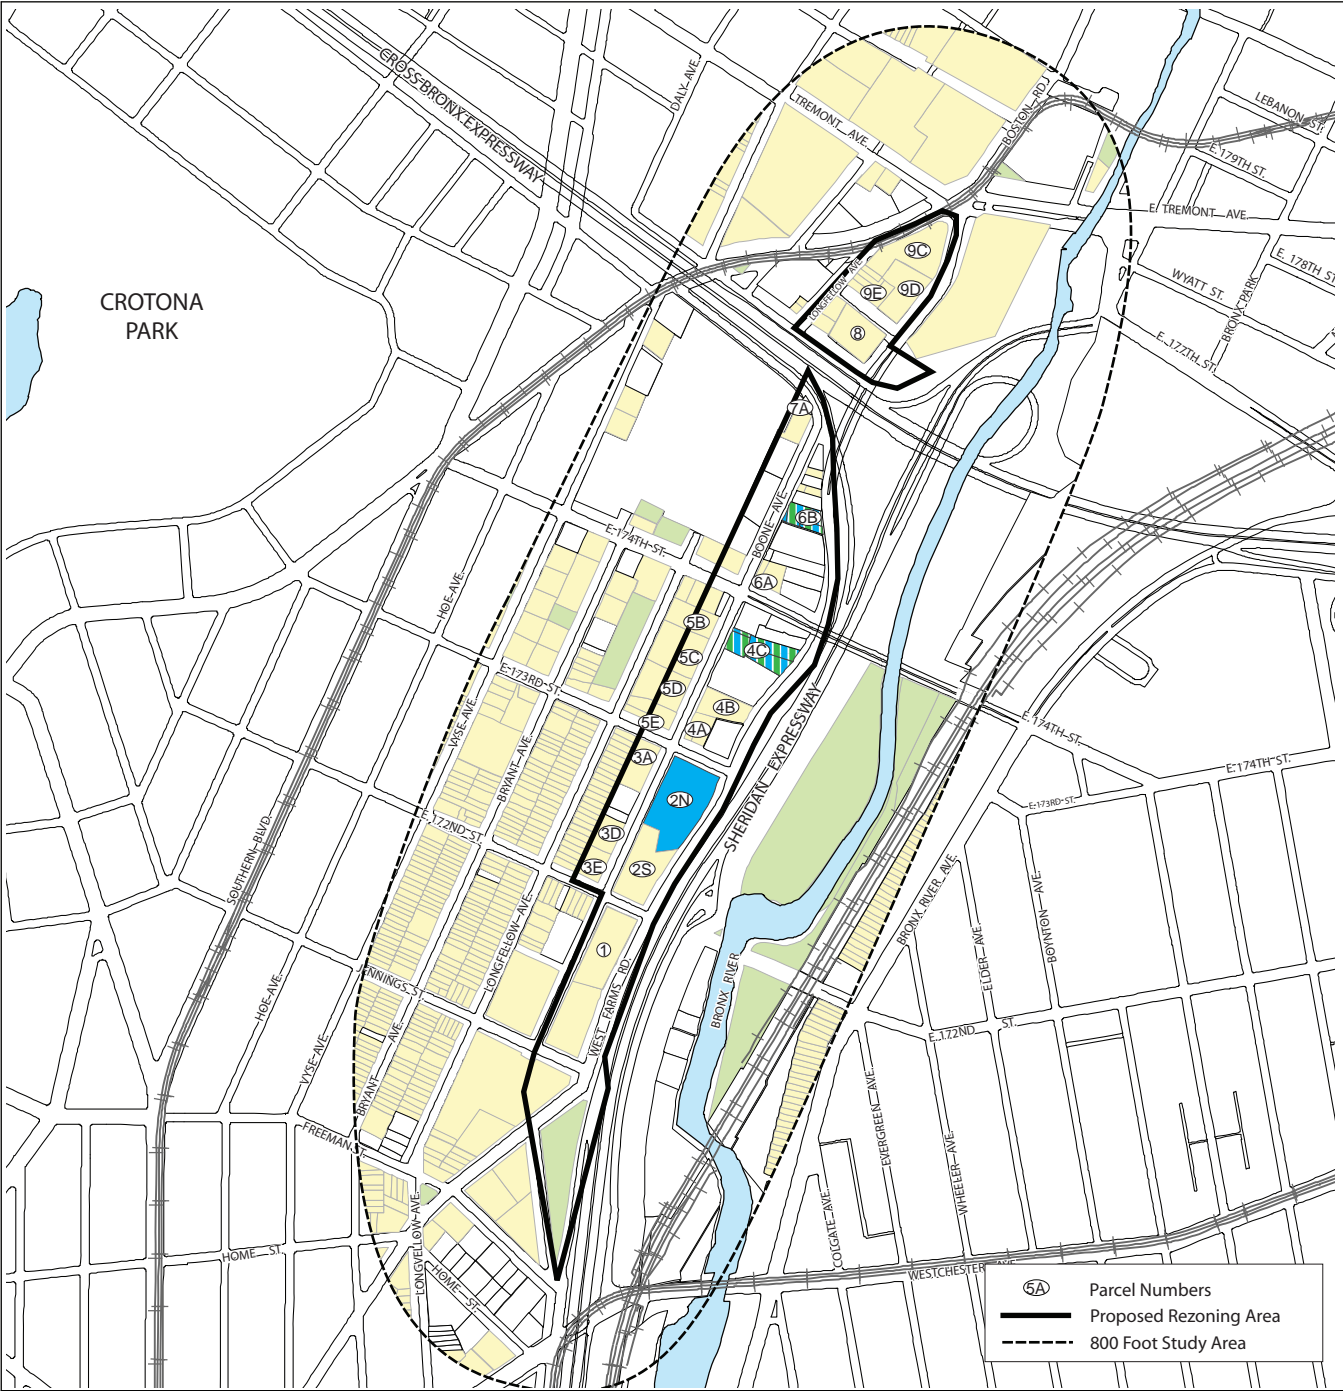 CROSS-BRONX EXPRESSWAY
DALY AVE.
TREMONT AVE.
BOSTON RD.
LEBANON ST.
E. 179TH ST.
E. TREMONT AVE.
E. 178TH ST.
WYATT ST.
BRONX PARK
E. 177TH ST.
CROTONA
PARK
LONGFELLOW AVE.
9C
9D
9E
8
7A
BOONE AVE.
6B
6A
E. 174TH ST.
HOE AVE.
5B
5C
5D
5E
4C
4B
4A
E. 173RD ST.
VYSE AVE.
BRYANT AVE.
3A
2N
3D
3E
2S
SHERIDAN EXPRESSWAY
E. 174TH ST.
E. 174TH ST.
E. 173RD ST.
E. 172ND ST.
SOUTHERN BLVD.
LONGFELLOW AVE.
1
WEST FARMS RD.
BRONX RIVER
BRONX RIVER AVE.
ELDER AVE.
BOYNTON AVE.
JENNINGS ST.
HOE AVE.
VYSE AVE.
BRYANT AVE.
FREEMAN ST.
E. 172ND ST.
EVERGREEN AVE.
WHEELER AVE.
COLGATE AVE.
HOME ST.
LONGVELLOW AVE.
HOME ST.
WESTCHESTER AVE.
5A Parcel Numbers
Proposed Rezoning Area
800 Foot Study Area